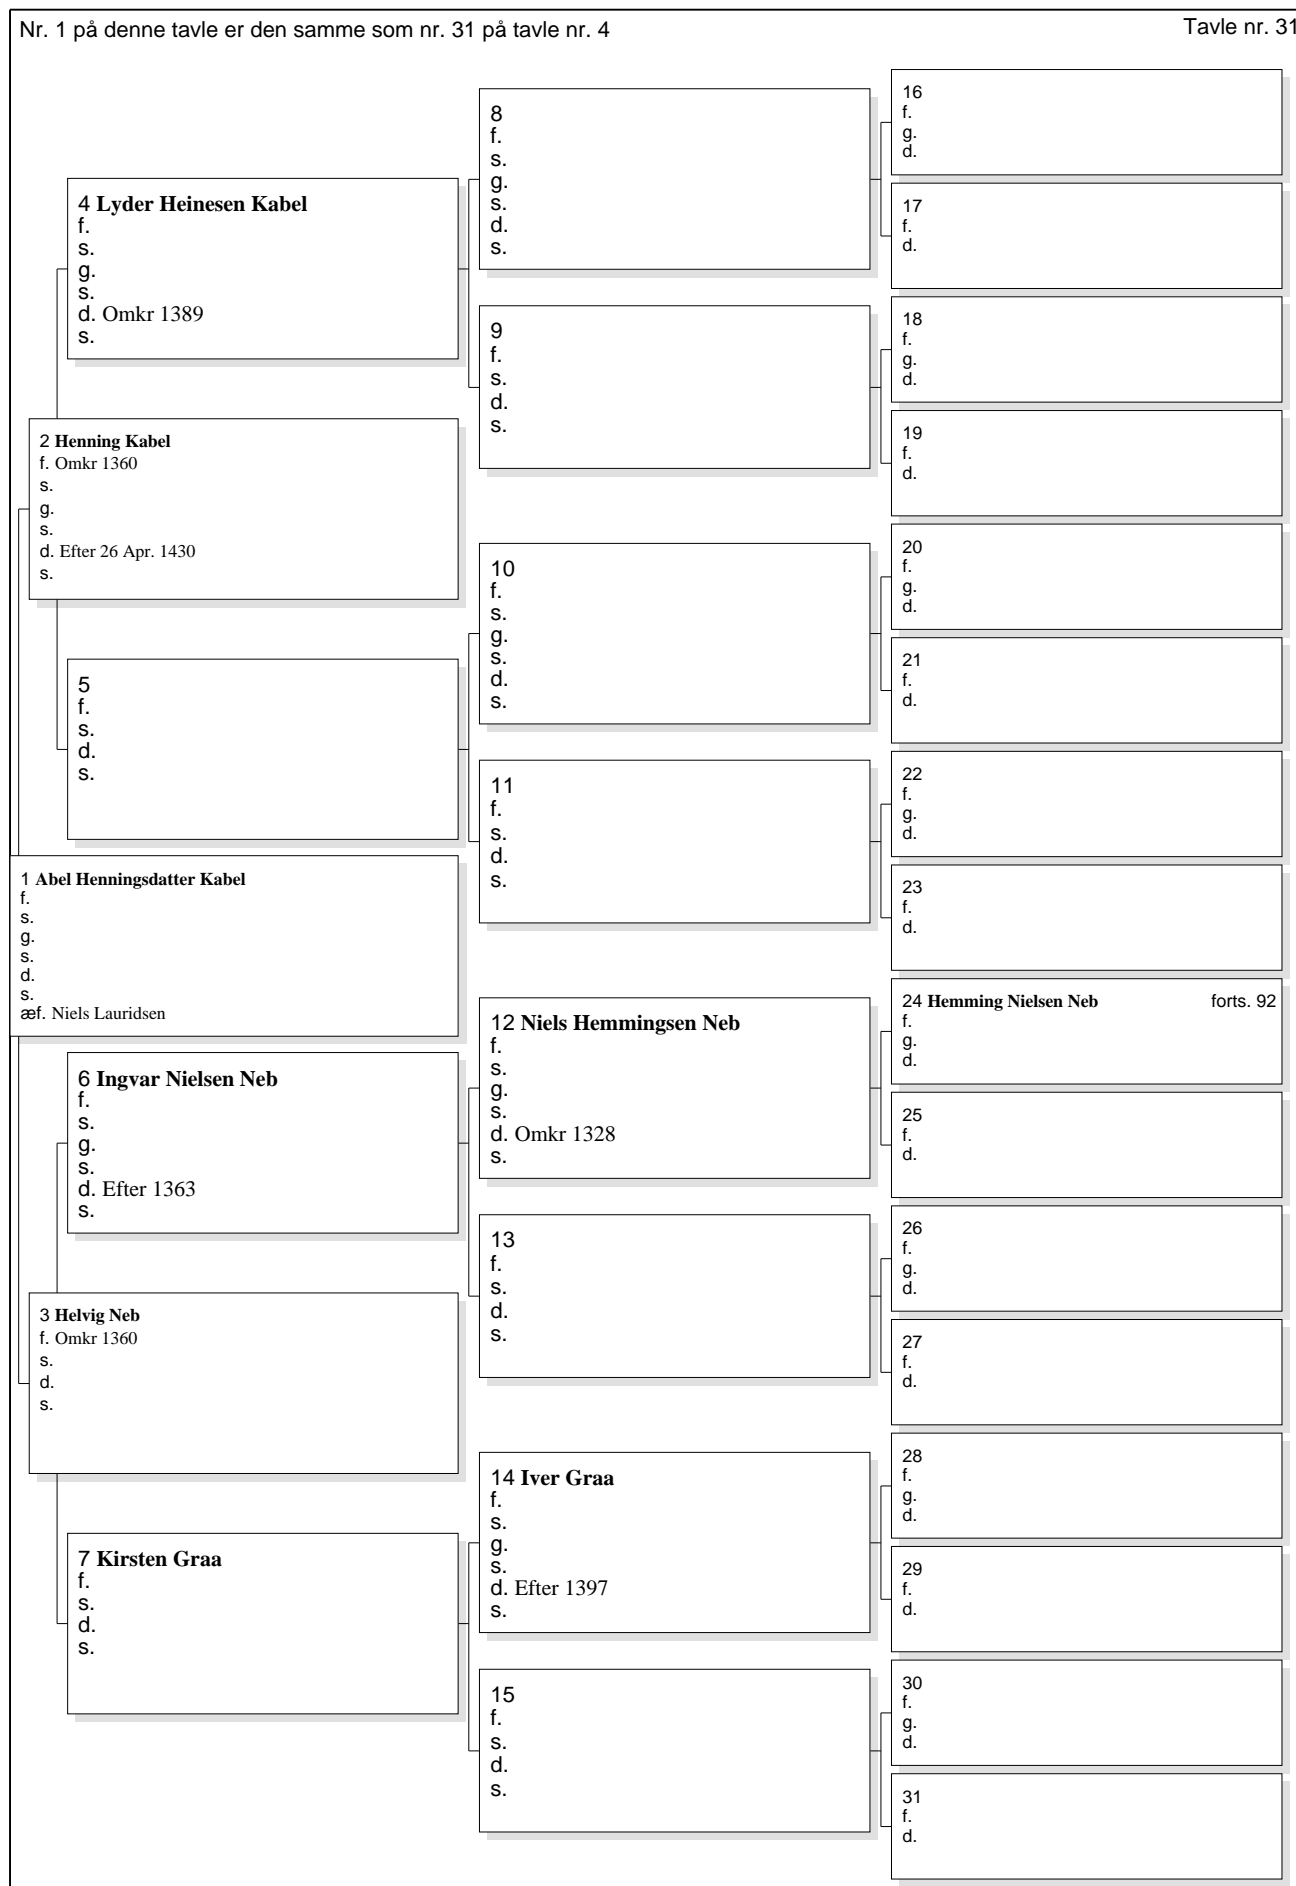 Nr. 1 på denne tavle er den samme som nr. 31 på tavle nr. 4
Tavle nr. 31
4 Lyder Heinesen Kabel
f.
s.
g.
s.
d. Omkr 1389
s.
2 Henning Kabel
f. Omkr 1360
s.
g.
s.
d. Efter 26 Apr. 1430
s.
5
f.
s.
d.
s.
1 Abel Henningsdatter Kabel
f.
s.
g.
s.
d.
s.
æf. Niels Lauridsen
6 Ingvar Nielsen Neb
f.
s.
g.
s.
d. Efter 1363
s.
3 Helvig Neb
f. Omkr 1360
s.
d.
s.
7 Kirsten Graa
f.
s.
d.
s.
8
f.
s.
g.
s.
d.
s.
9
f.
s.
d.
s.
10
f.
s.
g.
s.
d.
s.
11
f.
s.
d.
s.
12 Niels Hemmingsen Neb
f.
s.
g.
s.
d. Omkr 1328
s.
13
f.
s.
d.
s.
14 Iver Graa
f.
s.
g.
s.
d. Efter 1397
s.
15
f.
s.
d.
s.
16
f.
g.
d.
17
f.
d.
18
f.
g.
d.
19
f.
d.
20
f.
g.
d.
21
f.
d.
22
f.
g.
d.
23
f.
d.
24 Hemming Nielsen Neb forts. 92
f.
g.
d.
25
f.
d.
26
f.
g.
d.
27
f.
d.
28
f.
g.
d.
29
f.
d.
30
f.
g.
d.
31
f.
d.